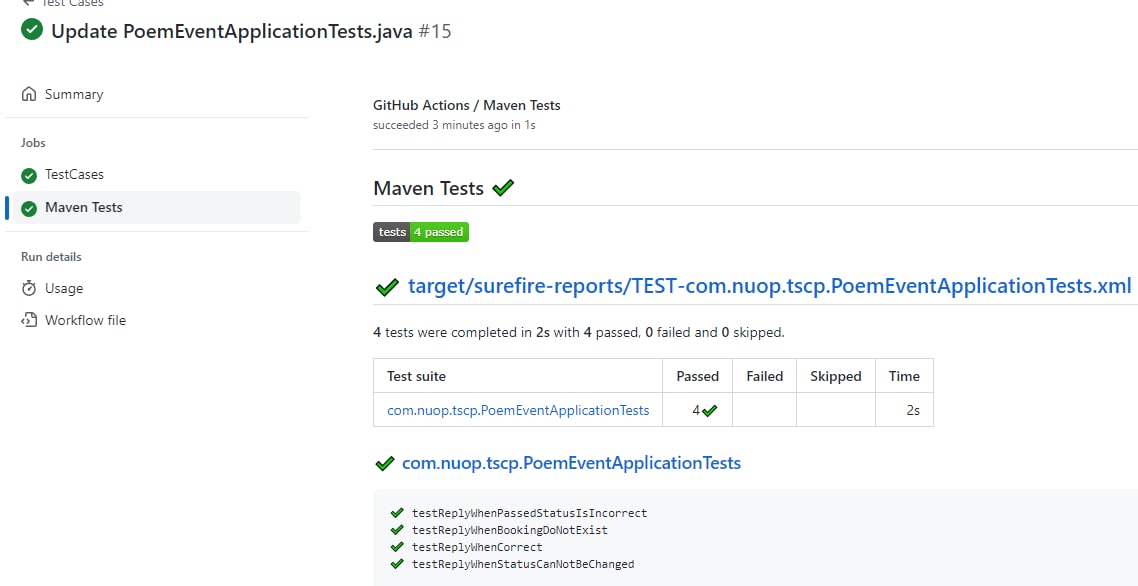 Test Cases
Update PoemEventApplicationTests.java #15
Summary
Jobs
TestCases
Maven Tests
Run details
Usage
Workflow file
GitHub Actions / Maven Tests
succeeded 3 minutes ago in 1s
Maven Tests
tests 4 passed
target/surefire-reports/TEST-com.nuop.tscp.PoemEventApplicationTests.xml
4 tests were completed in 2s with 4 passed, 0 failed and 0 skipped.
Test suite Passed Failed Skipped Time
com.nuop.tscp.PoemEventApplicationTests 4 2s
com.nuop.tscp.PoemEventApplicationTests
testReplyWhenPassedStatusIsIncorrect
testReplyWhenBookingDoNotExist
testReplyWhenCorrect
testReplyWhenStatusCanNotBeChanged